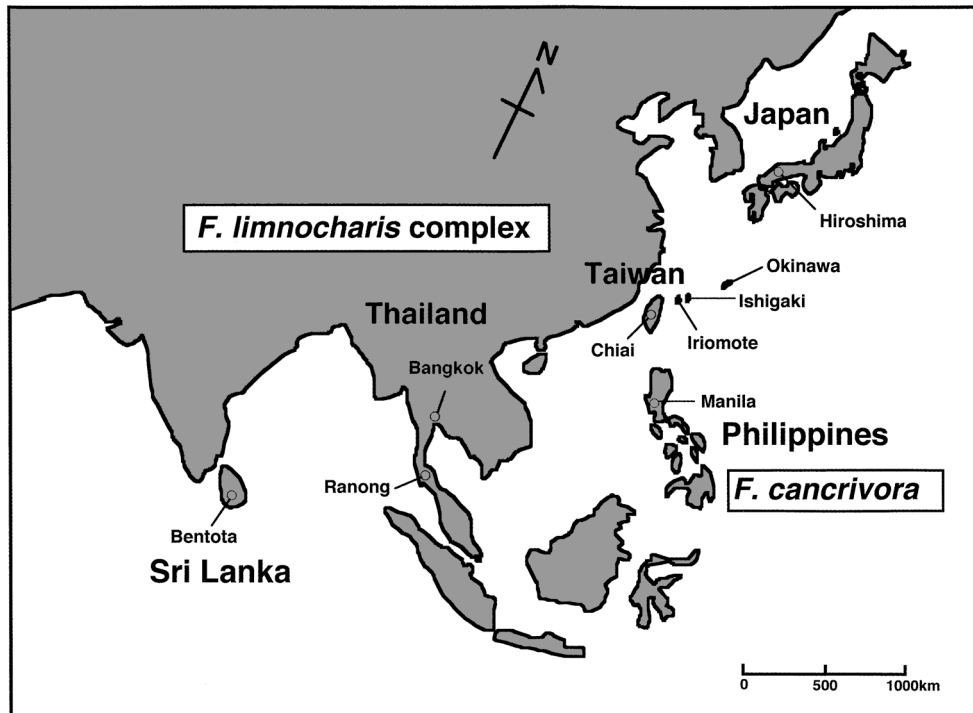 N
Japan
Hiroshima
F. limnocharis complex
Taiwan
Okinawa
Ishigaki
Iriomote
Chiai
Thailand
Bangkok
Manila
Philippines
F. cancrivora
Ranong
Bentota
Sri Lanka
0 500 1000km